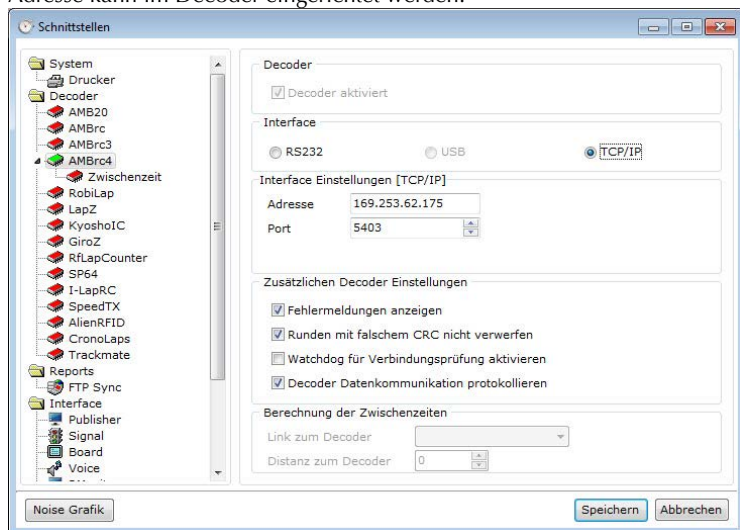 Adresse kann im Decoder eingerichtet werden.
Schnittstellen
System
Drucker
Decoder
AMB20
AMBrc
AMBrc3
AMBrc4
Zwischenzeit
RobiLap
LapZ
KyoshoIC
GiroZ
RfLapCounter
SP64
I-LapRC
SpeedTX
AlienRFID
CronoLaps
Trackmate
Reports
FTP Sync
Interface
Publisher
Signal
Board
Voice
Decoder
Decoder aktiviert
Interface
RS232 USB TCP/IP
Interface Einstellungen [TCP/IP]
Adresse 169.253.62.175
Port 5403
Zusätzlichen Decoder Einstellungen
Fehlermeldungen anzeigen
Runden mit falschem CRC nicht verwerfen
Watchdog für Verbindungsprüfung aktivieren
Decoder Datenkommunikation protokollieren
Berechnung der Zwischenzeiten
Link zum Decoder
Distanz zum Decoder 0
Noise Grafik Speichern Abbrechen